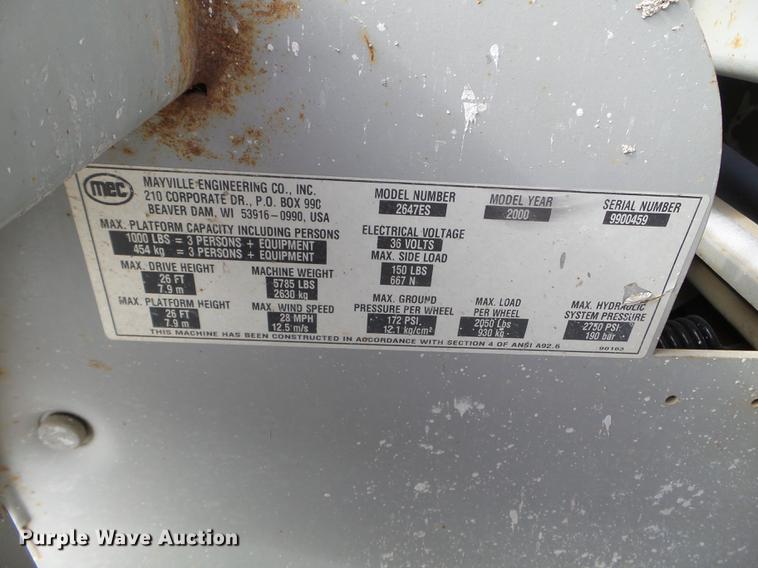 mec
MAYVILLE ENGINEERING CO., INC.
210 CORPORATE DR., P.O. BOX 99C
BEAVER DAM, WI 53916-0990, USA
MODEL NUMBER
2647ES
MODEL YEAR
2000
SERIAL NUMBER
9900459
MAX. PLATFORM CAPACITY INCLUDING PERSONS
1000 LBS = 3 PERSONS + EQUIPMENT
454 kg = 3 PERSONS + EQUIPMENT
ELECTRICAL VOLTAGE
36 VOLTS
MAX. SIDE LOAD
150 LBS
667 N
MAX. DRIVE HEIGHT
26 FT
7.9 m
MACHINE WEIGHT
5785 LBS
2630 kg
MAX. PLATFORM HEIGHT
26 FT
7.9 m
MAX. WIND SPEED
28 MPH
12.5 m/s
MAX. GROUND
PRESSURE PER WHEEL
172 PSI
12.1 kg/cm²
MAX. LOAD
PER WHEEL
2050 Lbs
930 kg
MAX. HYDRAULIC
SYSTEM PRESSURE
2750 PSI
190 bar
THIS MACHINE HAS BEEN CONSTRUCTED IN ACCORDANCE WITH SECTION 4 OF ANSI A92.6
90163
Purple Wave Auction